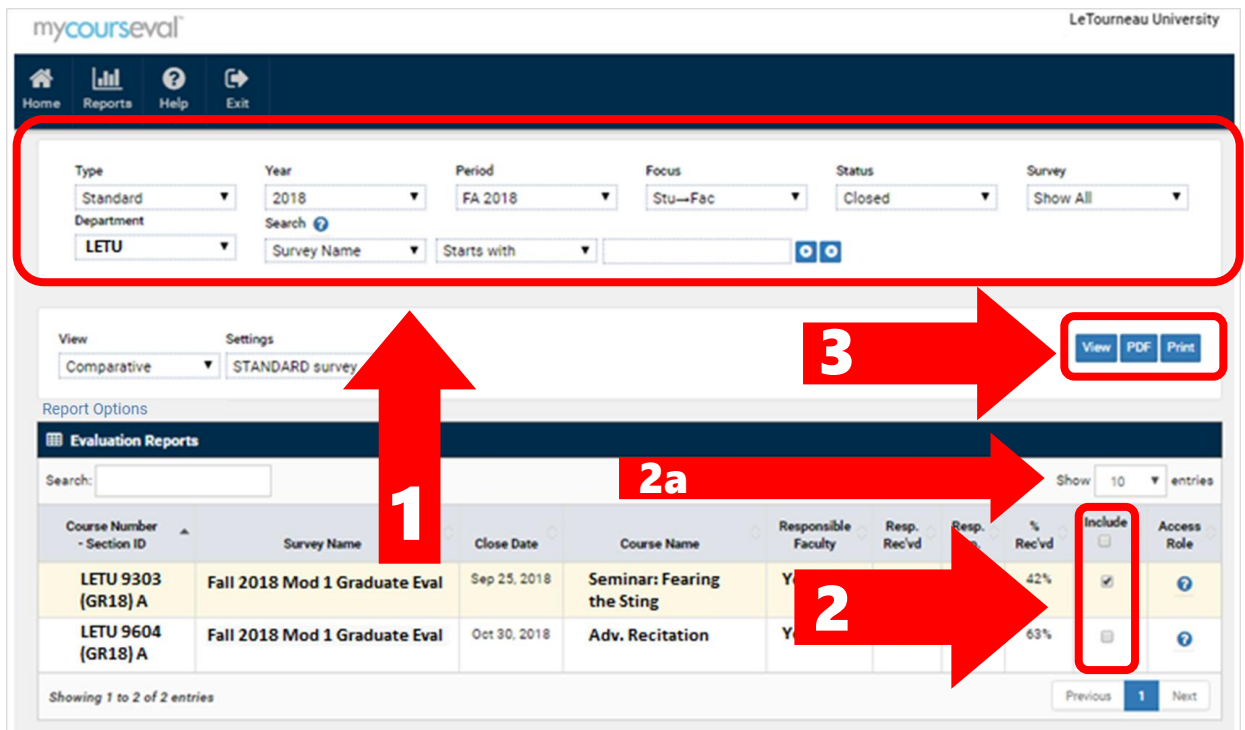 mycourseval™
LeTourneau University
Home Reports Help Exit
Type Year Period Focus Status Survey
Standard 2018 FA 2018 Stu→Fac Closed Show All
Department Search
LETU Survey Name Starts with
View Settings
3
View PDF Print
Comparative STANDARD survey
1
Report Options
Evaluation Reports
Search:
2a
Show 10 entries
Course Number - Section ID
Survey Name
Close Date
Course Name
Responsible Faculty
Resp. Rec'vd
Resp.
% Rec'vd
Include
Access Role
LETU 9303 (GR18) A
Fall 2018 Mod 1 Graduate Eval
Sep 25, 2018
Seminar: Fearing the Sting
42%
2
LETU 9604 (GR18) A
Fall 2018 Mod 1 Graduate Eval
Oct 30, 2018
Adv. Recitation
63%
Showing 1 to 2 of 2 entries
Previous 1 Next